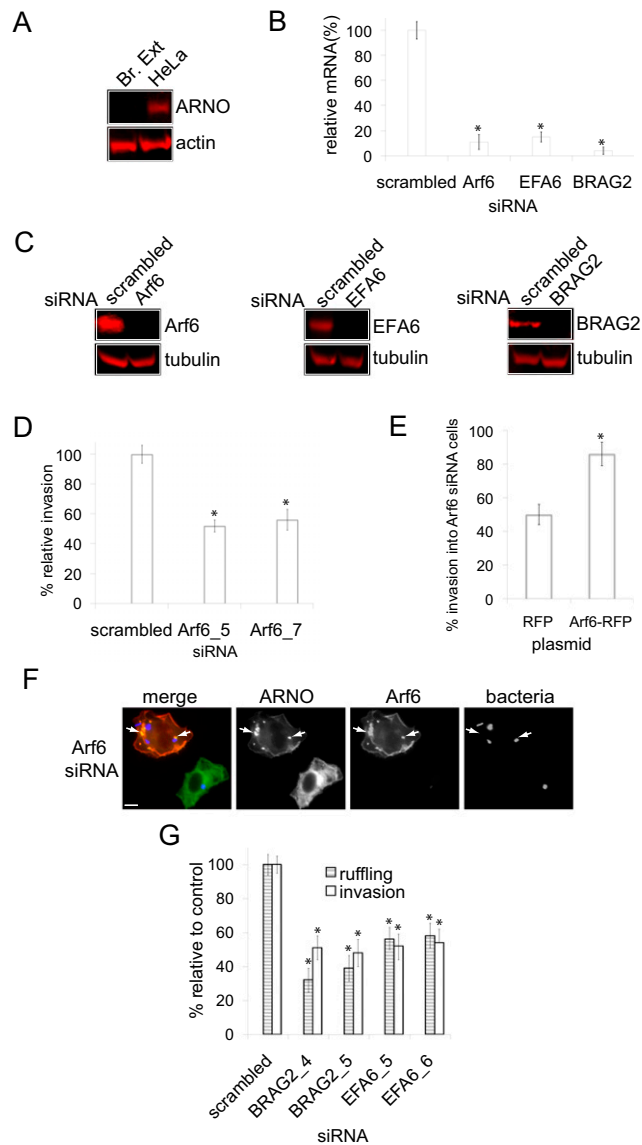 A
Br. Ext
HeLa
ARNO
actin
B
relative mRNA(%)
100
80
60
40
20
0
*
*
*
scrambled Arf6 EFA6 BRAG2
siRNA
C
siRNA scrambled Arf6
Arf6
tubulin
siRNA scrambled EFA6
EFA6
tubulin
siRNA scrambled BRAG2
BRAG2
tubulin
D
% relative invasion
120
100
80
60
40
20
0
*
*
scrambled Arf6_5 Arf6_7
siRNA
E
% invasion into Arf6 siRNA cells
100
80
60
40
20
0
*
RFP Arf6-RFP
plasmid
F
merge ARNO Arf6 bacteria
Arf6
siRNA
G
% relative to control
100
80
60
40
20
0
ruffling
invasion
* * * * * * * *
scrambled BRAG2_4 BRAG2_5 EFA6_5 EFA6_6
siRNA